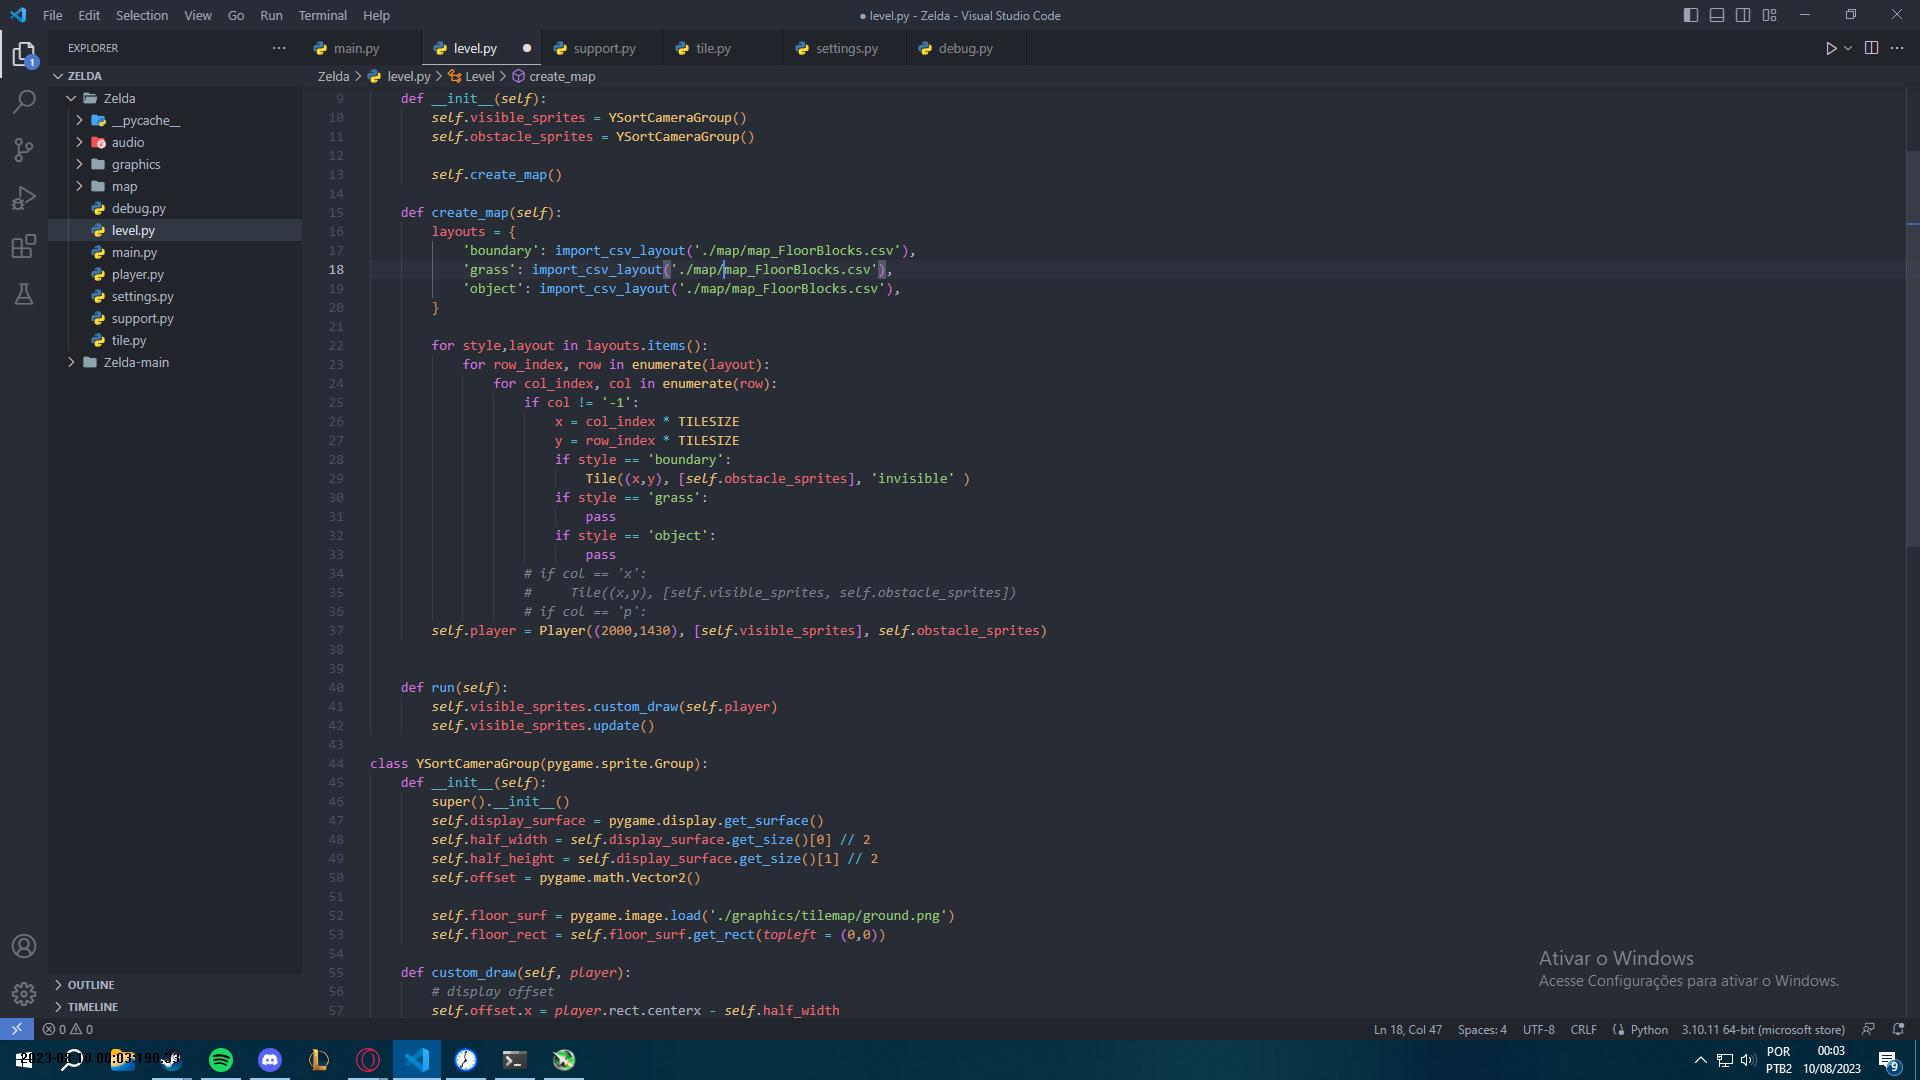 File Edit Selection View Go Run Terminal Help
● level.py - Zelda - Visual Studio Code
EXPLORER
main.py level.py support.py tile.py settings.py debug.py
ZELDA
Zelda
__pycache__
audio
graphics
map
debug.py
level.py
main.py
player.py
settings.py
support.py
tile.py
Zelda-main
OUTLINE
TIMELINE
1
Zelda > level.py > Level > create_map
9 def __init__(self):
10 self.visible_sprites = YSortCameraGroup()
11 self.obstacle_sprites = YSortCameraGroup()
12
13 self.create_map()
14
15 def create_map(self):
16 layouts = {
17 'boundary': import_csv_layout('./map/map_FloorBlocks.csv'),
18 'grass': import_csv_layout('./map/map_FloorBlocks.csv'),
19 'object': import_csv_layout('./map/map_FloorBlocks.csv'),
20 }
21
22 for style,layout in layouts.items():
23 for row_index, row in enumerate(layout):
24 for col_index, col in enumerate(row):
25 if col != '-1':
26 x = col_index * TILESIZE
27 y = row_index * TILESIZE
28 if style == 'boundary':
29 Tile((x,y), [self.obstacle_sprites], 'invisible' )
30 if style == 'grass':
31 pass
32 if style == 'object':
33 pass
34 # if col == 'x':
35 #     Tile((x,y), [self.visible_sprites, self.obstacle_sprites])
36 # if col == 'p':
37 self.player = Player((2000,1430), [self.visible_sprites], self.obstacle_sprites)
38
39
40 def run(self):
41 self.visible_sprites.custom_draw(self.player)
42 self.visible_sprites.update()
43
44 class YSortCameraGroup(pygame.sprite.Group):
45 def __init__(self):
46 super().__init__()
47 self.display_surface = pygame.display.get_surface()
48 self.half_width = self.display_surface.get_size()[0] // 2
49 self.half_height = self.display_surface.get_size()[1] // 2
50 self.offset = pygame.math.Vector2()
51
52 self.floor_surf = pygame.image.load('./graphics/tilemap/ground.png')
53 self.floor_rect = self.floor_surf.get_rect(topleft = (0,0))
54
55 def custom_draw(self, player):
56 # display offset
57 self.offset.x = player.rect.centerx - self.half_width
Ativar o Windows
Acesse Configurações para ativar o Windows.
0 0
Ln 18, Col 47 Spaces: 4 UTF-8 CRLF Python 3.10.11 64-bit (microsoft store)
POR
PTB2
00:03
10/08/2023
9